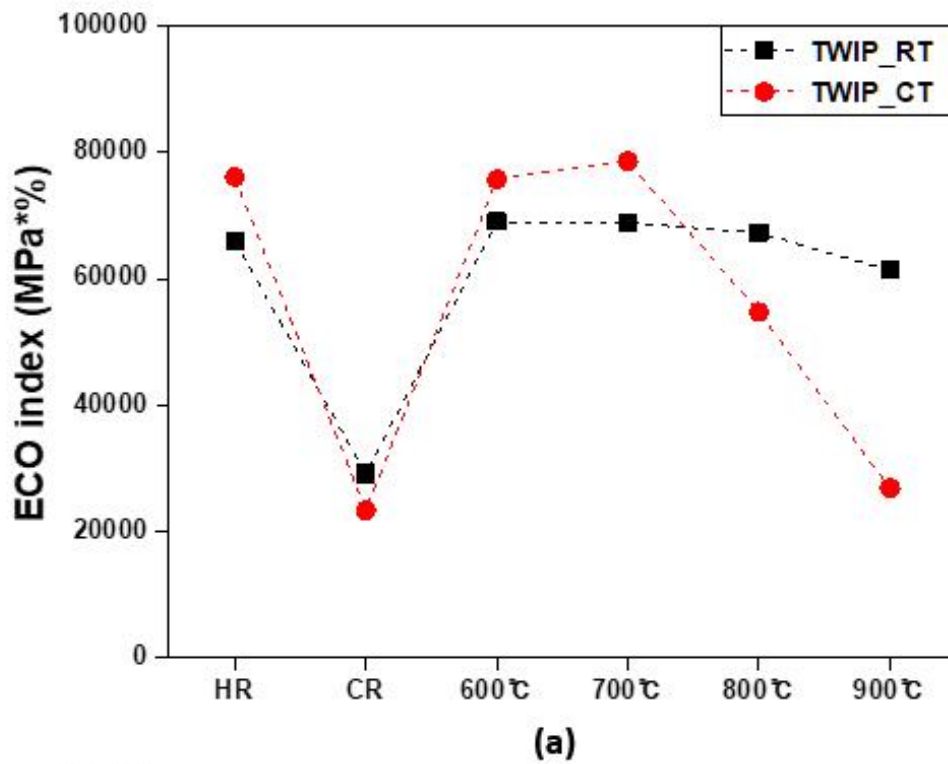 100000
80000
60000
40000
20000
0
ECO index (MPa*%)
TWIP_RT
TWIP_CT
HR CR 600℃ 700℃ 800℃ 900℃
(a)